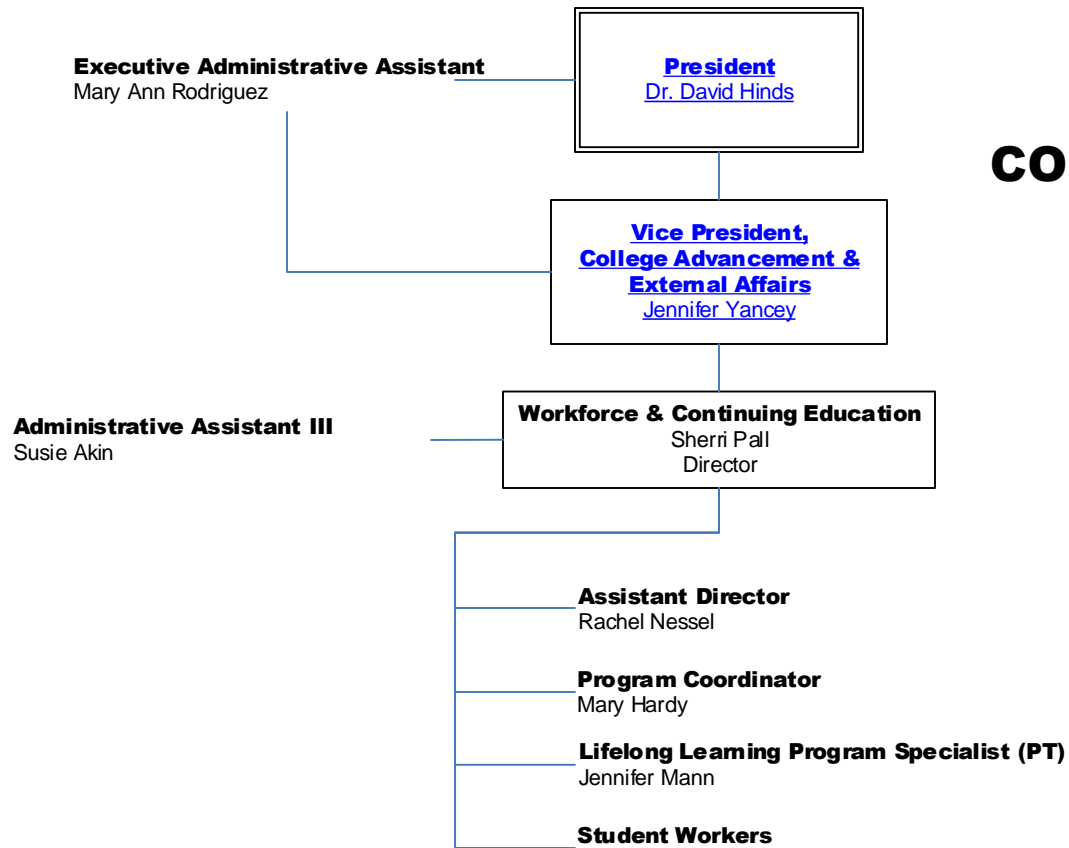 Executive Administrative Assistant
Mary Ann Rodriguez
President
Dr. David Hinds
CO
Vice President,
College Advancement &
External Affairs
Jennifer Yancey
Administrative Assistant III
Susie Akin
Workforce & Continuing Education
Sherri Pall
Director
Assistant Director
Rachel Nessel
Program Coordinator
Mary Hardy
Lifelong Learning Program Specialist (PT)
Jennifer Mann
Student Workers